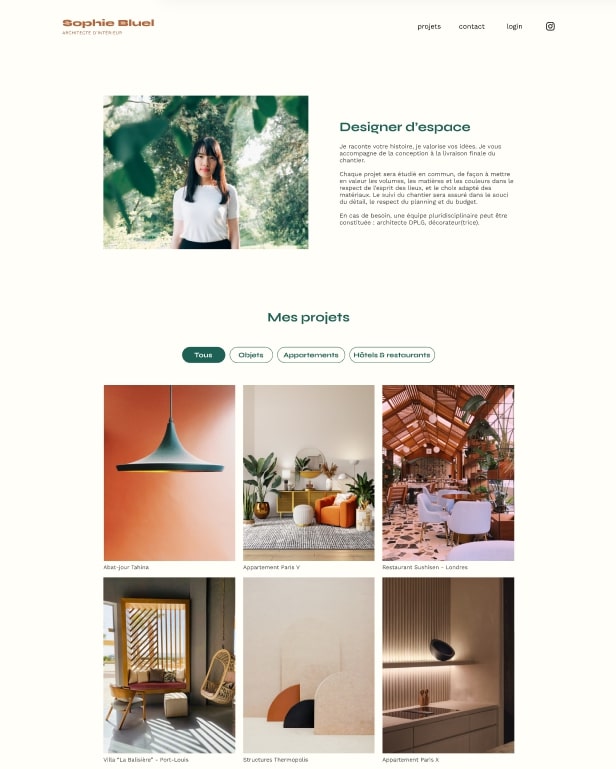 Sophie Bluel
ARCHITECTE D'INTÉRIEUR
projets
contact
login
Designer d'espace
Je raconte votre histoire, je valorise vos idées. Je vous
accompagne de la conception à la livraison finale du
chantier.
Chaque projet sera étudié en commun, de façon à mettre
en valeur les volumes, les matières et les couleurs dans le
respect de l'esprit des lieux, et le choix adapté des
matériaux. Le suivi du chantier sera assuré dans le souci
du détail, le respect du planning et du budget.
En cas de besoin, une équipe pluridisciplinaire peut être
constituée : architecte DPLG, décorateur(trice).
Mes projets
Tous
Objets
Appartements
Hôtels & restaurants
Abat-jour Tahina
Appartement Paris V
Restaurant Sushisen - Londres
Villa "La Balisière" - Port-Louis
Structures Thermopolis
Appartement Paris X